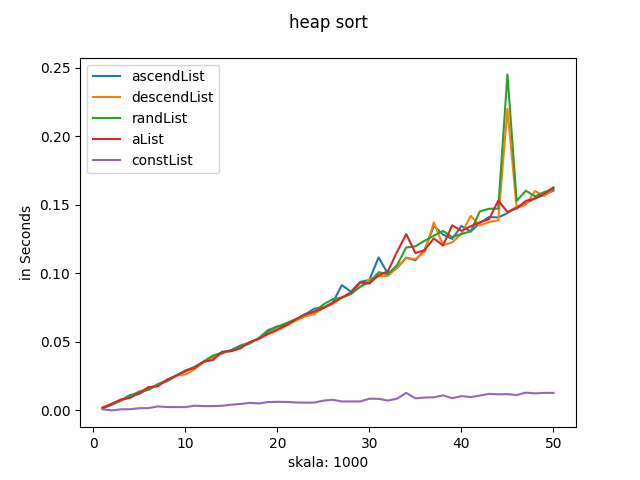 heap sort
0.25
0.20
0.15
0.10
0.05
0.00
in Seconds
ascendList
descendList
randList
aList
constList
0 10 20 30 40 50
skala: 1000